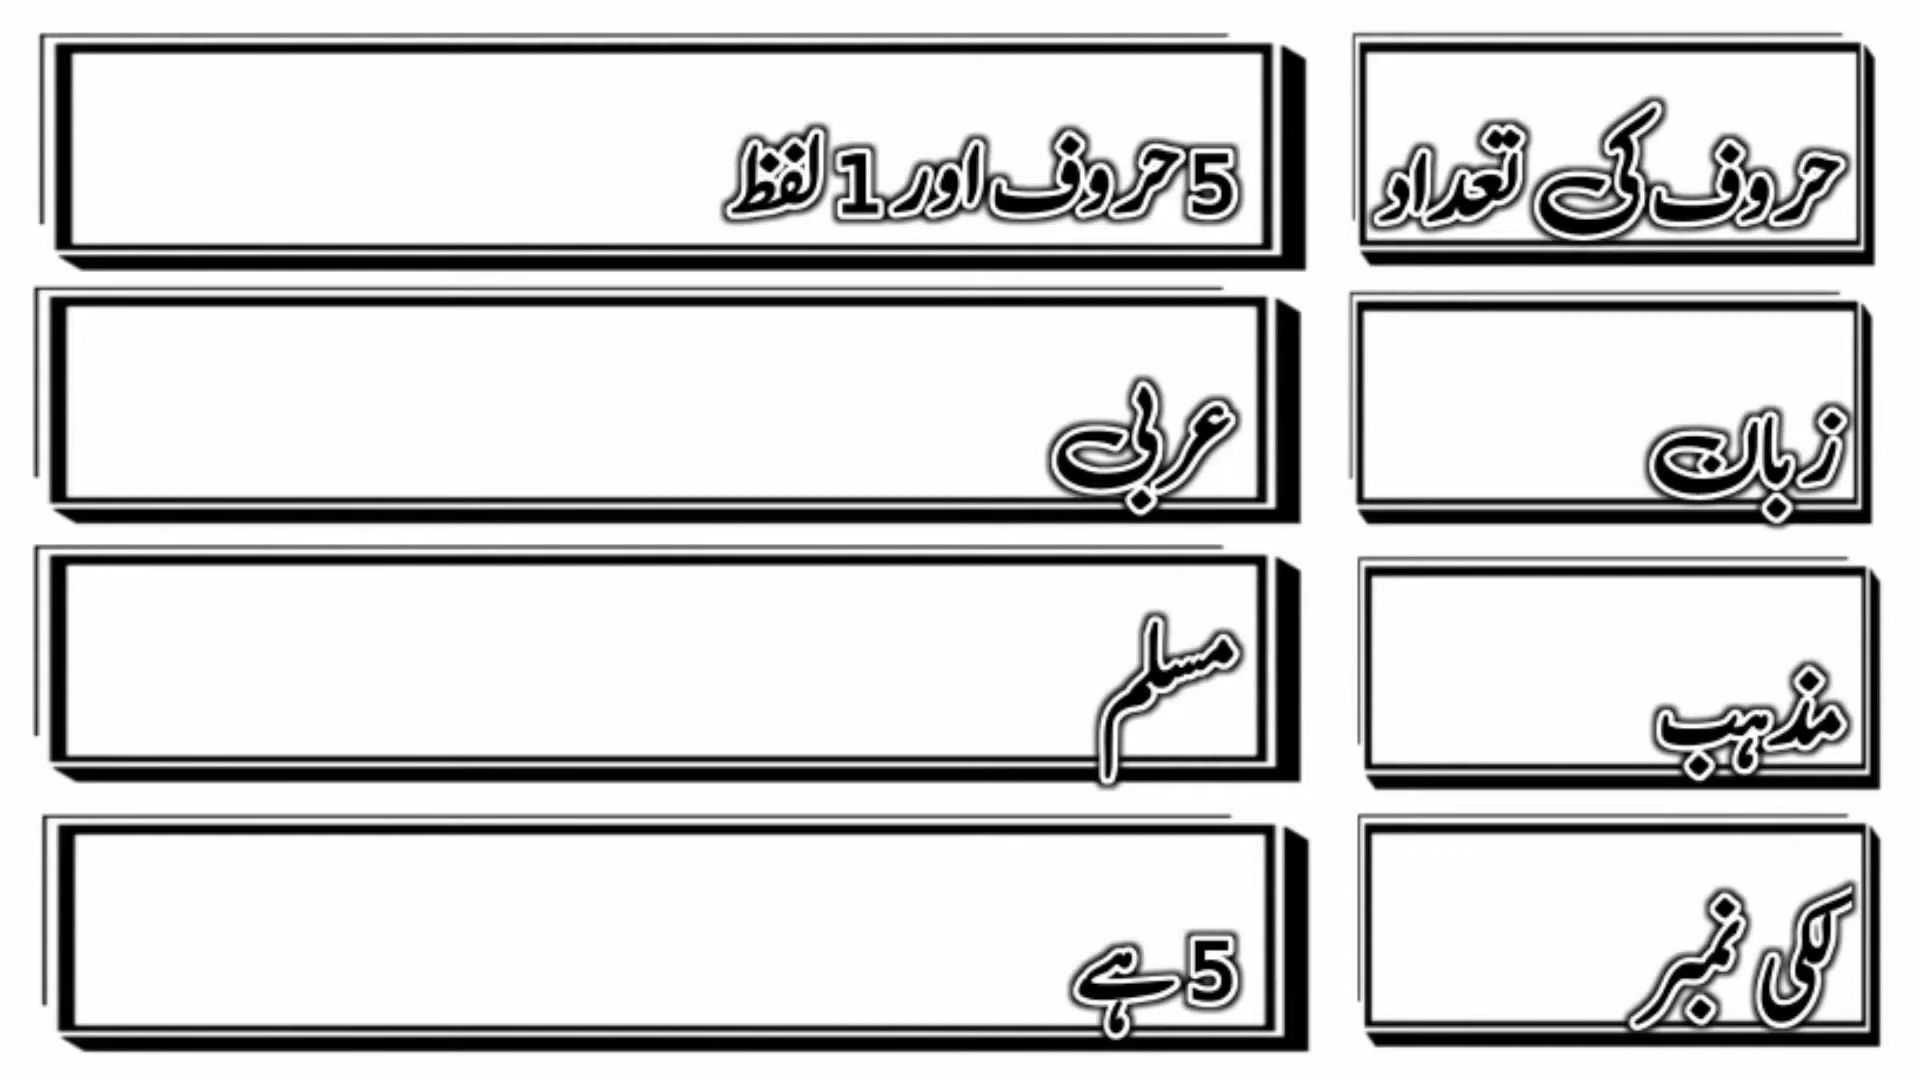 حروف کی تعداد
5 حروف اور 1 لفظ
زبان
عربی
مذہب
مسلم
لکی نمبر
5 ہے